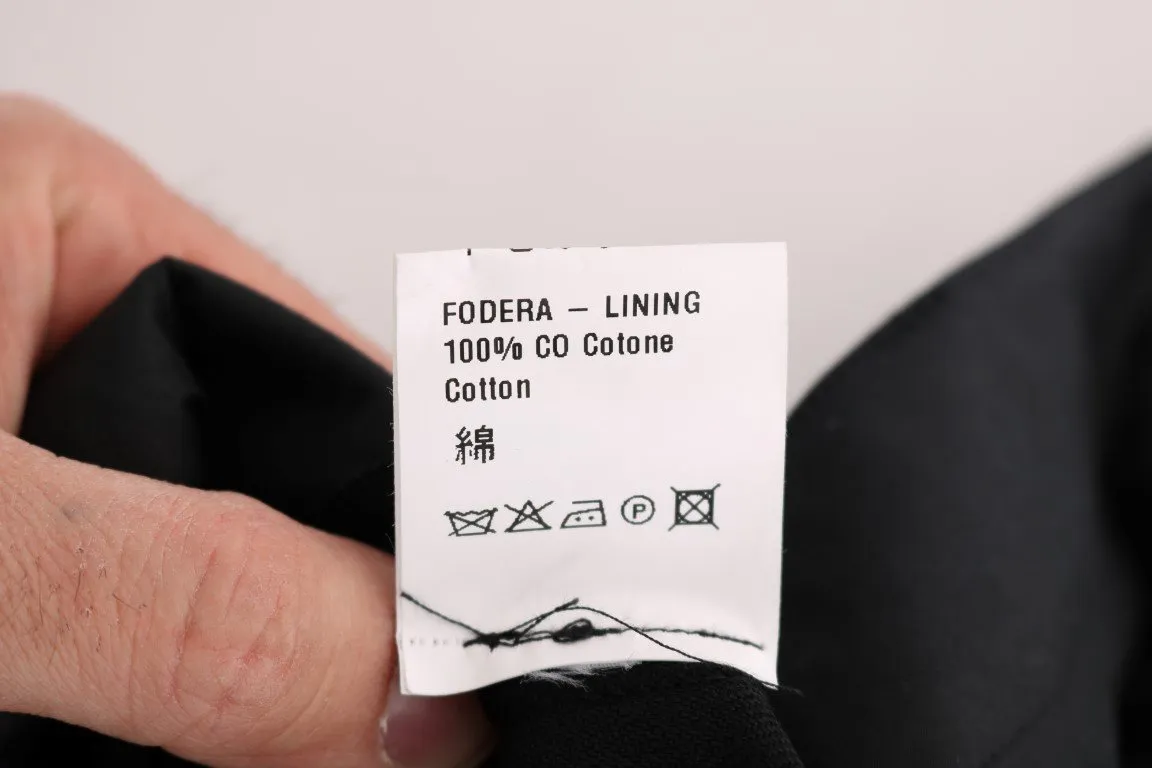 FODERA – LINING
100% CO Cotone
Cotton
綿
P